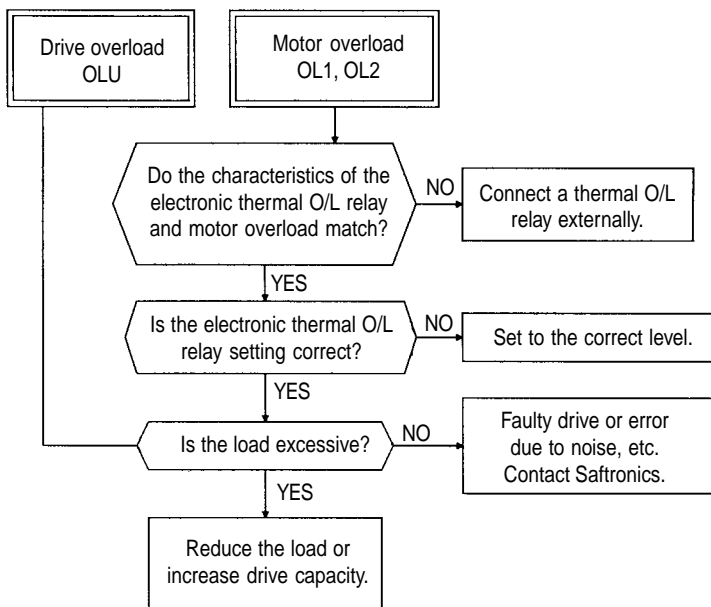 Drive overload
OLU
Motor overload
OL1, OL2
Do the characteristics of the
electronic thermal O/L relay
and motor overload match?
NO
Connect a thermal O/L
relay externally.
YES
Is the electronic thermal O/L
relay setting correct?
NO
Set to the correct level.
YES
Is the load excessive?
NO
Faulty drive or error
due to noise, etc.
Contact Saftronics.
YES
Reduce the load or
increase drive capacity.